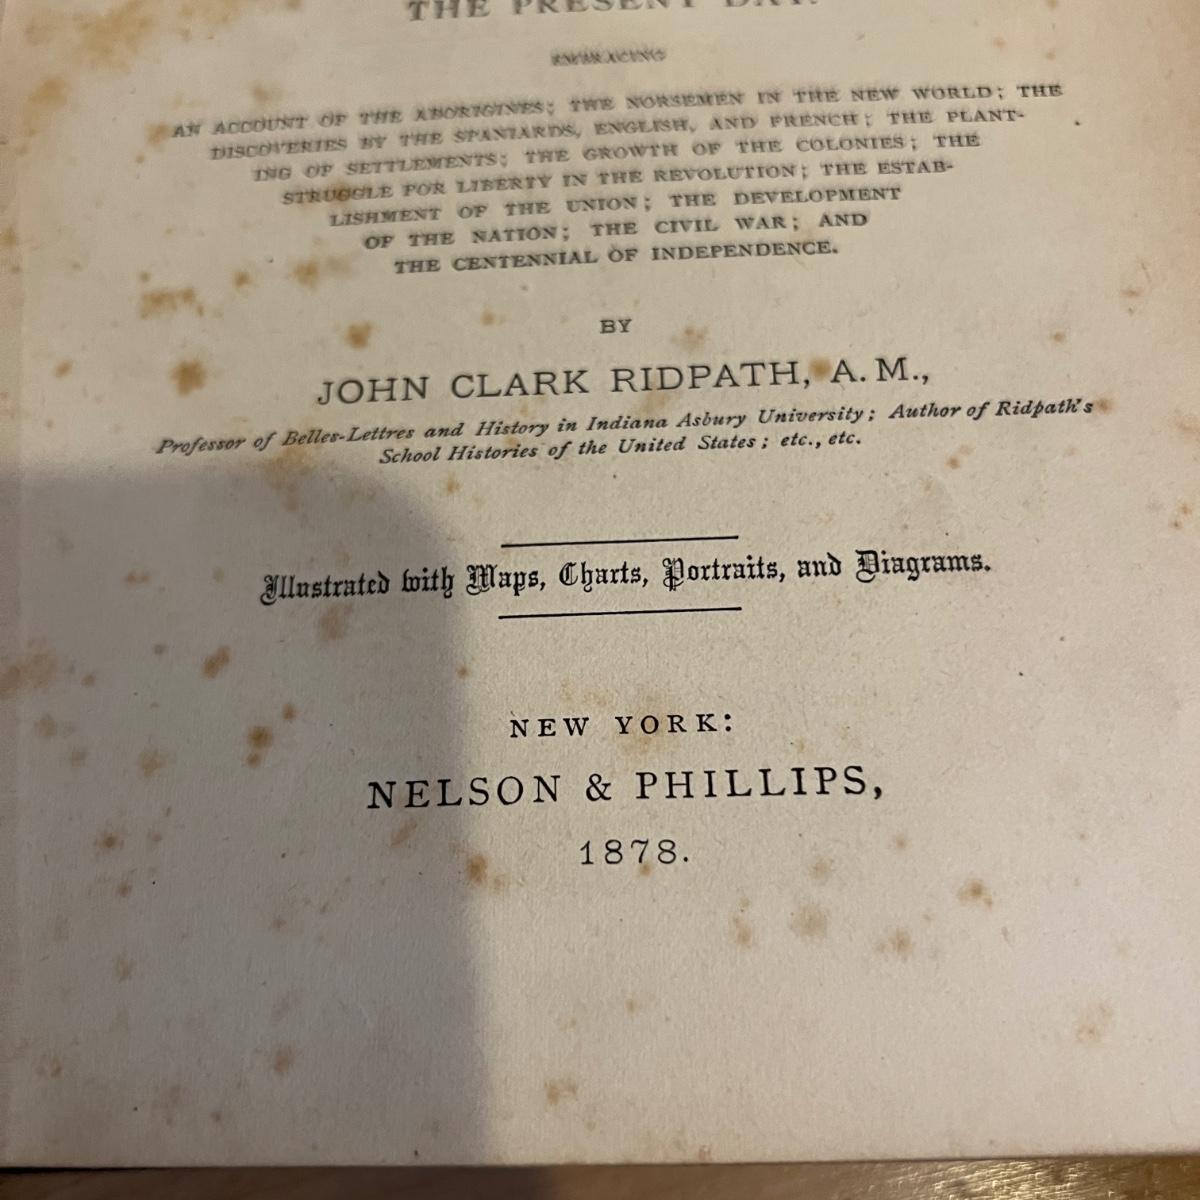 THE PRESENT DAY.
EMBRACING
AN ACCOUNT OF THE ABORIGINES; THE NORSEMEN IN THE NEW WORLD; THE
DISCOVERIES BY THE SPANIARDS, ENGLISH, AND FRENCH; THE PLANT-
ING OF SETTLEMENTS; THE GROWTH OF THE COLONIES; THE
STRUGGLE FOR LIBERTY IN THE REVOLUTION; THE ESTAB-
LISHMENT OF THE UNION; THE DEVELOPMENT
OF THE NATION; THE CIVIL WAR; AND
THE CENTENNIAL OF INDEPENDENCE.
BY
JOHN CLARK RIDPATH, A. M.,
Professor of Belles-Lettres and History in Indiana Asbury University; Author of Ridpath's
School Histories of the United States; etc., etc.
Illustrated with Maps, Charts, Portraits, and Diagrams.
NEW YORK:
NELSON & PHILLIPS,
1878.